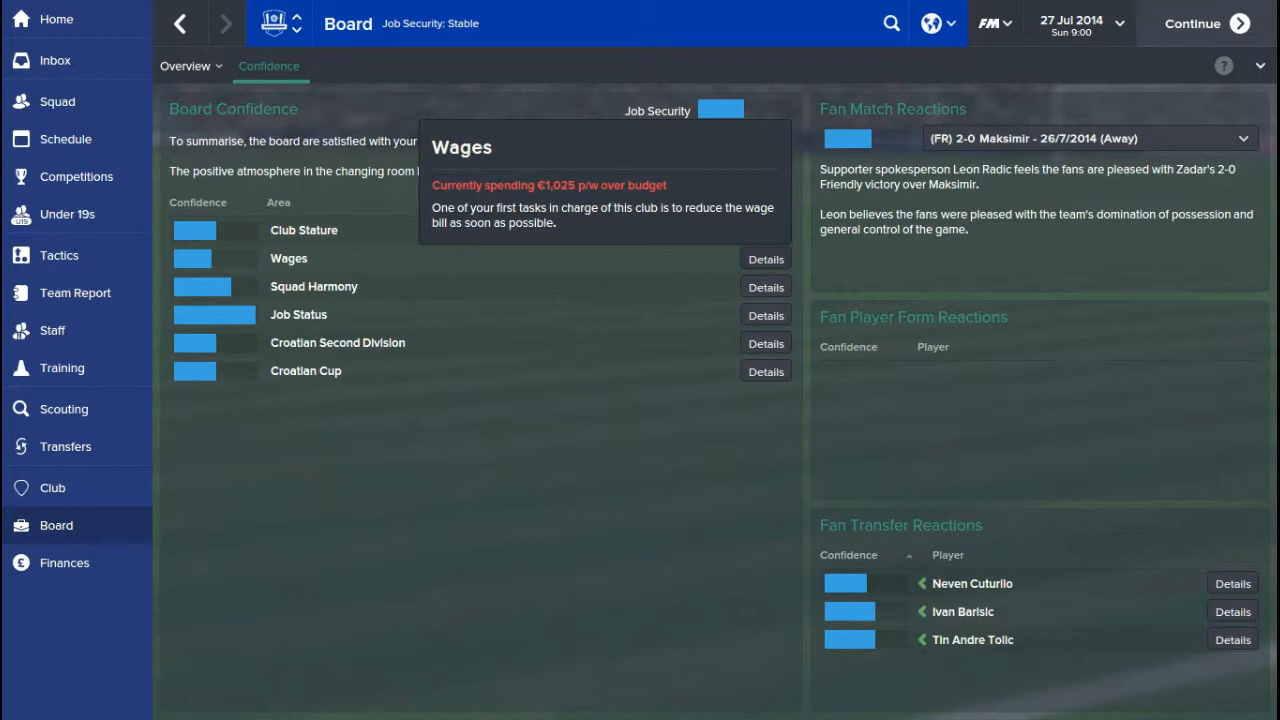 Home
Inbox
Squad
Schedule
Competitions
U19
Under 19s
Tactics
Team Report
Staff
Training
Scouting
Transfers
Club
Board
£
Finances
Board Job Security: Stable
FM
27 Jul 2014
Sun 9:00
Continue
Overview
Confidence
?
Board Confidence
Job Security
To summarise, the board are satisfied with your
The positive atmosphere in the changing room
Confidence Area
Club Stature
Wages Details
Squad Harmony Details
Job Status Details
Croatian Second Division Details
Croatian Cup Details
Wages
Currently spending €1,025 p/w over budget
One of your first tasks in charge of this club is to reduce the wage
bill as soon as possible.
Fan Match Reactions
(FR) 2-0 Maksimir - 26/7/2014 (Away)
Supporter spokesperson Leon Radic feels the fans are pleased with Zadar's 2-0
Friendly victory over Maksimir.
Leon believes the fans were pleased with the team's domination of possession and
general control of the game.
Fan Player Form Reactions
Confidence Player
Fan Transfer Reactions
Confidence Player
Neven Cuturilo Details
Ivan Barisic Details
Tin Andre Tolic Details